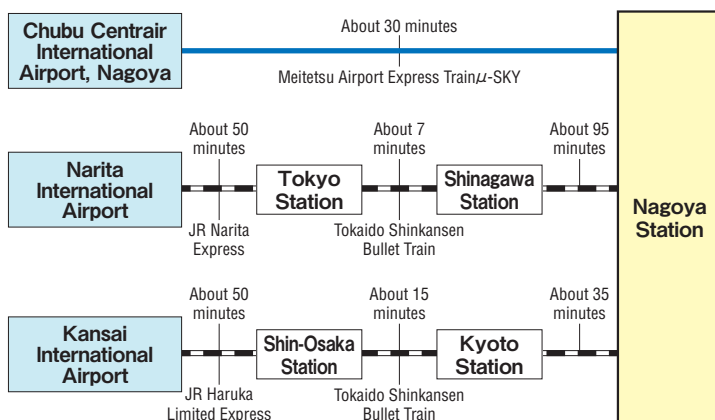 Chubu Centrair
International
Airport, Nagoya
About 30 minutes
Meitetsu Airport Express Trainμ-SKY
Narita
International
Airport
About 50
minutes
JR Narita
Express
Tokyo
Station
About 7
minutes
Tokaido Shinkansen
Bullet Train
Shinagawa
Station
About 95
minutes
Kansai
International
Airport
About 50
minutes
JR Haruka
Limited Express
Shin-Osaka
Station
About 15
minutes
Tokaido Shinkansen
Bullet Train
Kyoto
Station
About 35
minutes
Nagoya
Station